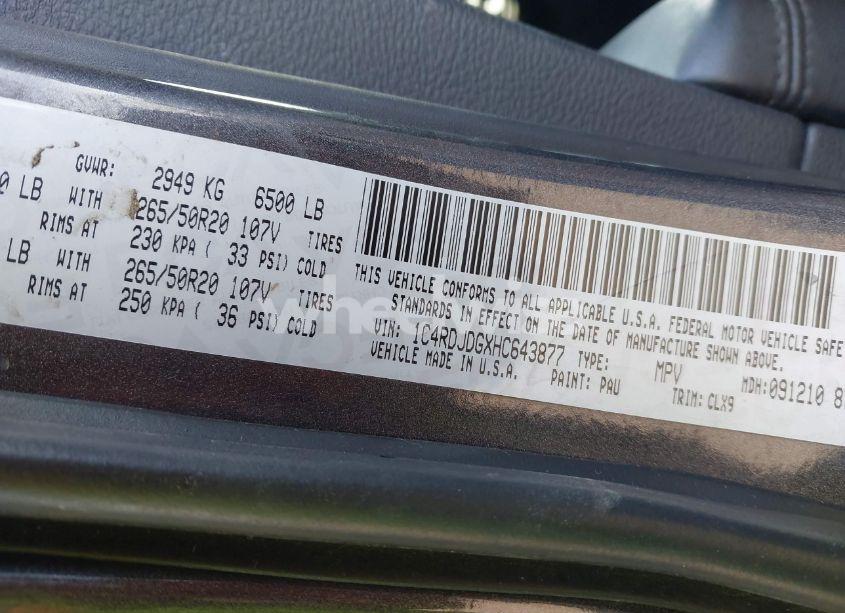 GVWR: 2949 KG 6500 LB
0 LB WITH 265/50R20 107V TIRES
RIMS AT 230 KPA ( 33 PSI) COLD
LB WITH 265/50R20 107V TIRES
RIMS AT 250 KPA ( 36 PSI) COLD
THIS VEHICLE CONFORMS TO ALL APPLICABLE U.S.A. FEDERAL MOTOR VEHICLE SAFE
STANDARDS IN EFFECT ON THE DATE OF MANUFACTURE SHOWN ABOVE.
VIN: 1C4RDJDGXHC643877 TYPE: MPV MDH:091210 8
VEHICLE MADE IN U.S.A. PAINT: PAU TRIM: CLX9